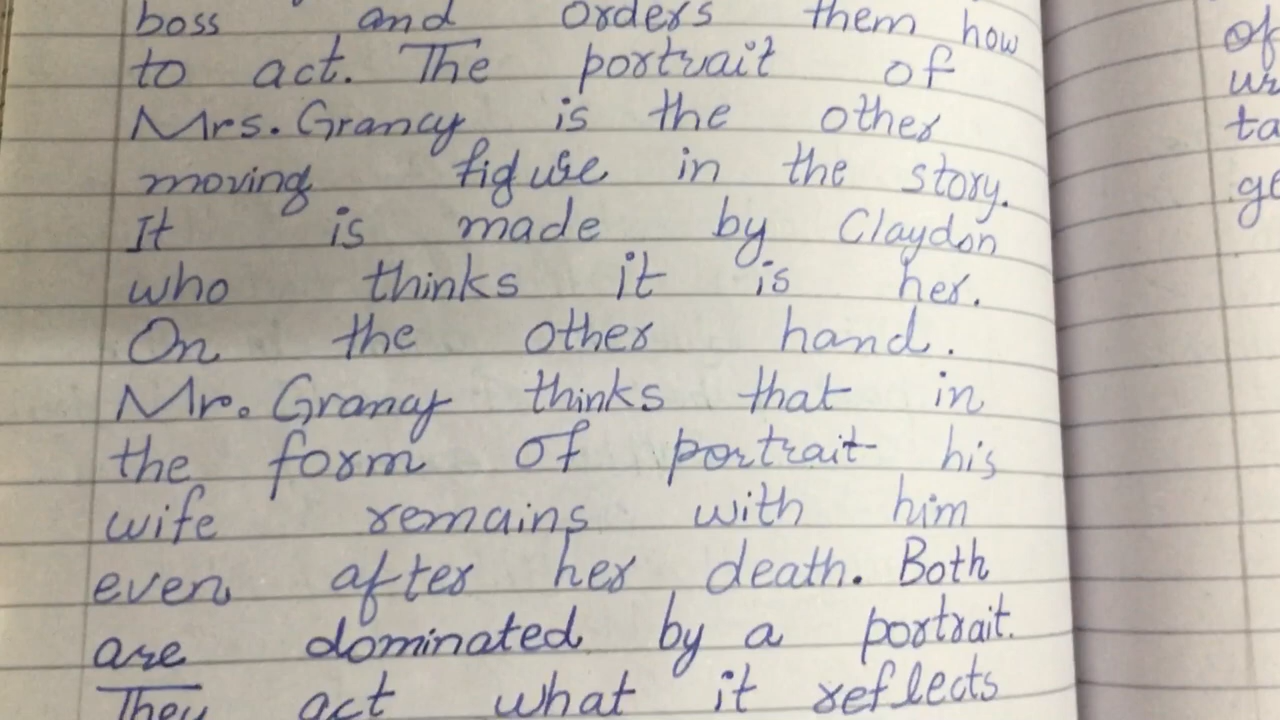 boss and orders them how
to act. The portrait of
Mrs. Grancy is the other
moving figure in the story.
It is made by Claydon
who thinks it is her.
On the other hand.
Mr. Grancy thinks that in
the form of portrait his
wife remains with him
even after her death. Both
are dominated by a portrait.
They act what it reflects
of
ta